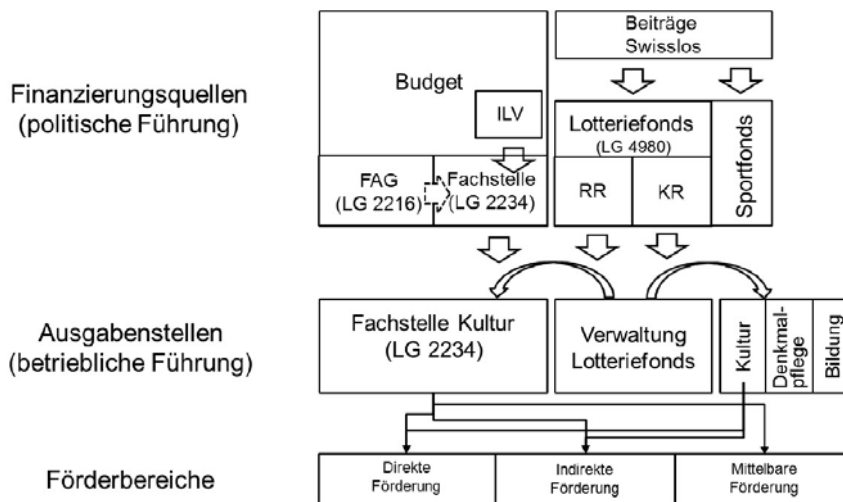 Finanzierungsquellen
(politische Führung)
Budget
ILV
FAG
(LG 2216)
Fachstelle
(LG 2234)
Beiträge
Swisslos
Lotteriefonds
(LG 4980)
RR
KR
Sportfonds
Ausgabenstellen
(betriebliche Führung)
Fachstelle Kultur
(LG 2234)
Verwaltung
Lotteriefonds
Kultur
Denkmal-
pflege
Bildung
Förderbereiche
Direkte
Förderung
Indirekte
Förderung
Mittelbare
Förderung